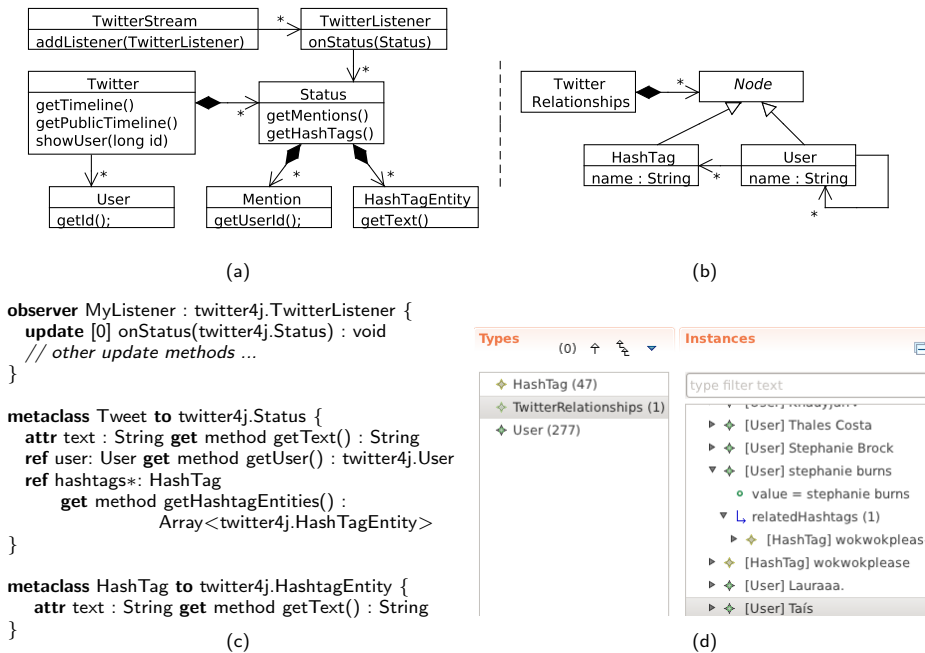 TwitterStream
addListener(TwitterListener)
*
TwitterListener
onStatus(Status)
*
Twitter
getTimeline()
getPublicTimeline()
showUser(long id)
*
Status
getMentions()
getHashTags()
*
*
*
User
getId();
Mention
getUserId();
HashTagEntity
getText()
(a)
Twitter
Relationships
*
Node
HashTag
name : String
*
User
name : String
*
(b)
observer MyListener : twitter4j.TwitterListener {
update [0] onStatus(twitter4j.Status) : void
// other update methods ...
}
metaclass Tweet to twitter4j.Status {
attr text : String get method getText() : String
ref user: User get method getUser() : twitter4j.User
ref hashtags*: HashTag
get method getHashtagEntities() :
Array<twitter4j.HashTagEntity>
}
metaclass HashTag to twitter4j.HashtagEntity {
attr text : String get method getText() : String
}
(c)
Types
(0)
HashTag (47)
TwitterRelationships (1)
User (277)
Instances
type filter text
[User]
[User] Thales Costa
[User] Stephanie Brock
[User] stephanie burns
value = stephanie burns
relatedHashtags (1)
[HashTag] wokwokpleas
[HashTag] wokwokplease
[User] Lauraaa.
[User] Taís
(d)